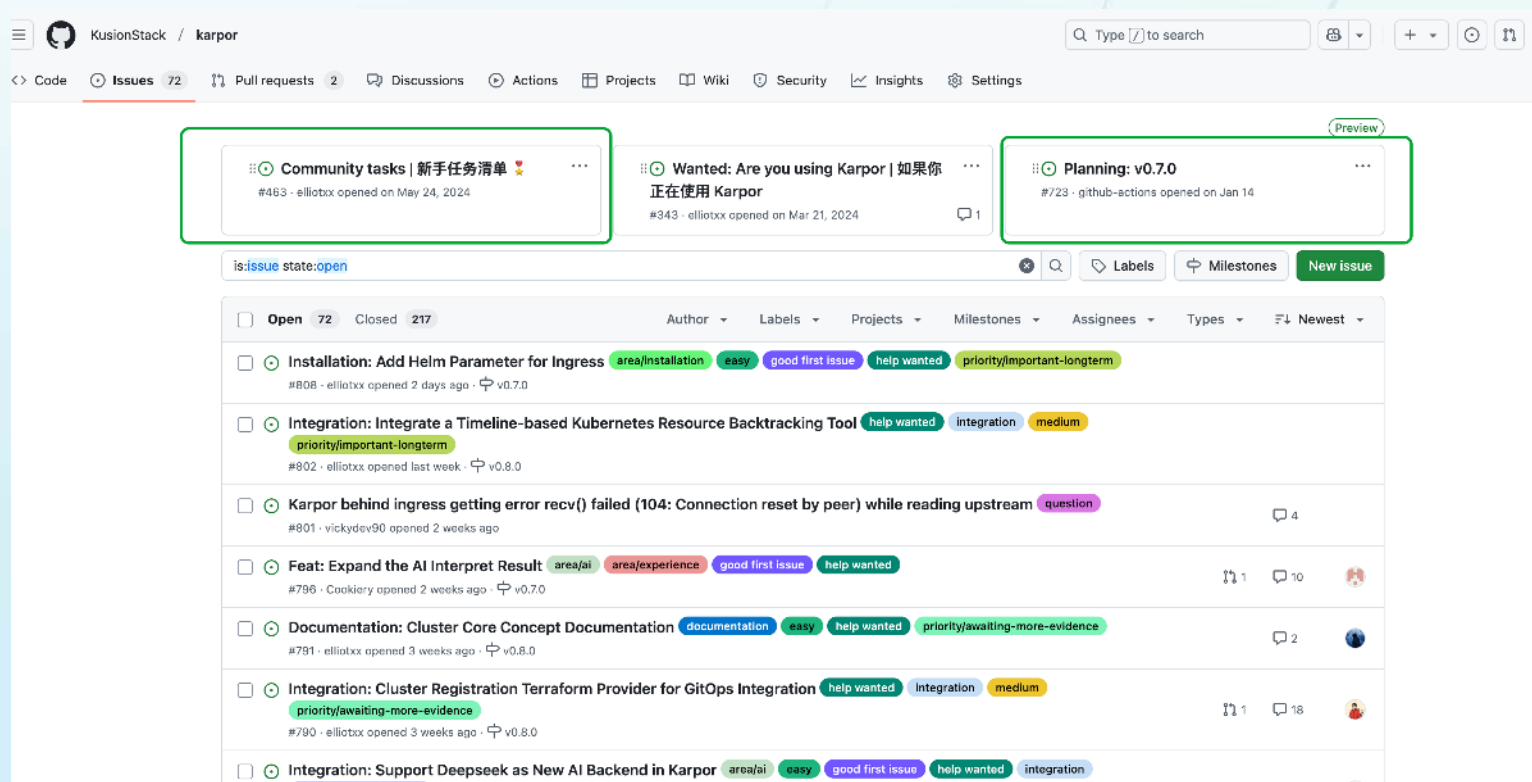 KusionStack / karpor
Type / to search
Code
Issues 72
Pull requests 2
Discussions
Actions
Projects
Wiki
Security
Insights
Settings
Preview
Community tasks | 新手任务清单 🎖️
#463 · elliotxx opened on May 24, 2024
Wanted: Are you using Karpor | 如果你
正在使用 Karpor
#343 · elliotxx opened on Mar 21, 2024
1
Planning: v0.7.0
#723 · github-actions opened on Jan 14
is:issue state:open
Labels
Milestones
New issue
Open 72 Closed 217
Author Labels Projects Milestones Assignees Types Newest
Installation: Add Helm Parameter for Ingress area/installation easy good first issue help wanted priority/important-longterm
#808 · elliotxx opened 2 days ago · v0.7.0
Integration: Integrate a Timeline-based Kubernetes Resource Backtracking Tool help wanted integration medium
priority/important-longterm
#802 · elliotxx opened last week · v0.8.0
Karpor behind ingress getting error recv() failed (104: Connection reset by peer) while reading upstream question
#801 · vickydev90 opened 2 weeks ago
4
Feat: Expand the AI Interpret Result area/ai area/experience good first issue help wanted
#796 · Cookiery opened 2 weeks ago · v0.7.0
1 10
Documentation: Cluster Core Concept Documentation documentation easy help wanted priority/awaiting-more-evidence
#791 · elliotxx opened 3 weeks ago · v0.8.0
2
Integration: Cluster Registration Terraform Provider for GitOps Integration help wanted integration medium
priority/awaiting-more-evidence
#790 · elliotxx opened 3 weeks ago · v0.8.0
1 18
Integration: Support Deepseek as New AI Backend in Karpor area/ai easy good first issue help wanted integration